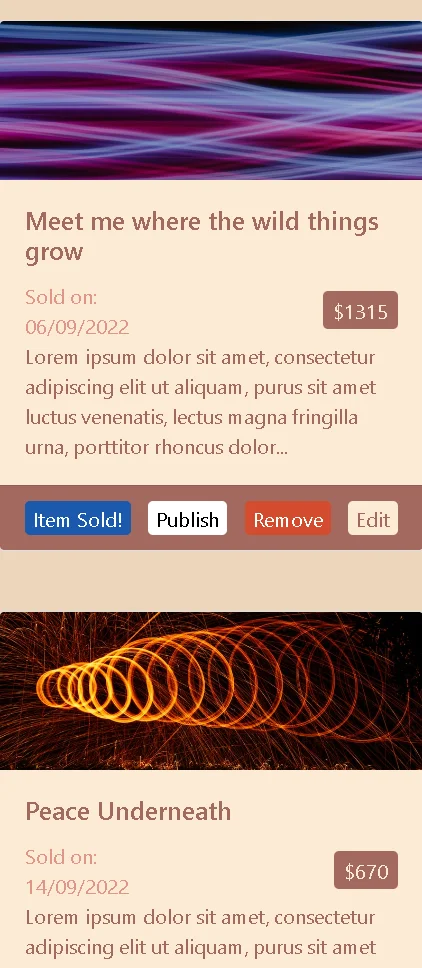 Meet me where the wild things
grow
Sold on:
06/09/2022
$1315
Lorem ipsum dolor sit amet, consectetur
adipiscing elit ut aliquam, purus sit amet
luctus venenatis, lectus magna fringilla
urna, porttitor rhoncus dolor...
Item Sold!
Publish
Remove
Edit
Peace Underneath
Sold on:
14/09/2022
$670
Lorem ipsum dolor sit amet, consectetur
adipiscing elit ut aliquam, purus sit amet